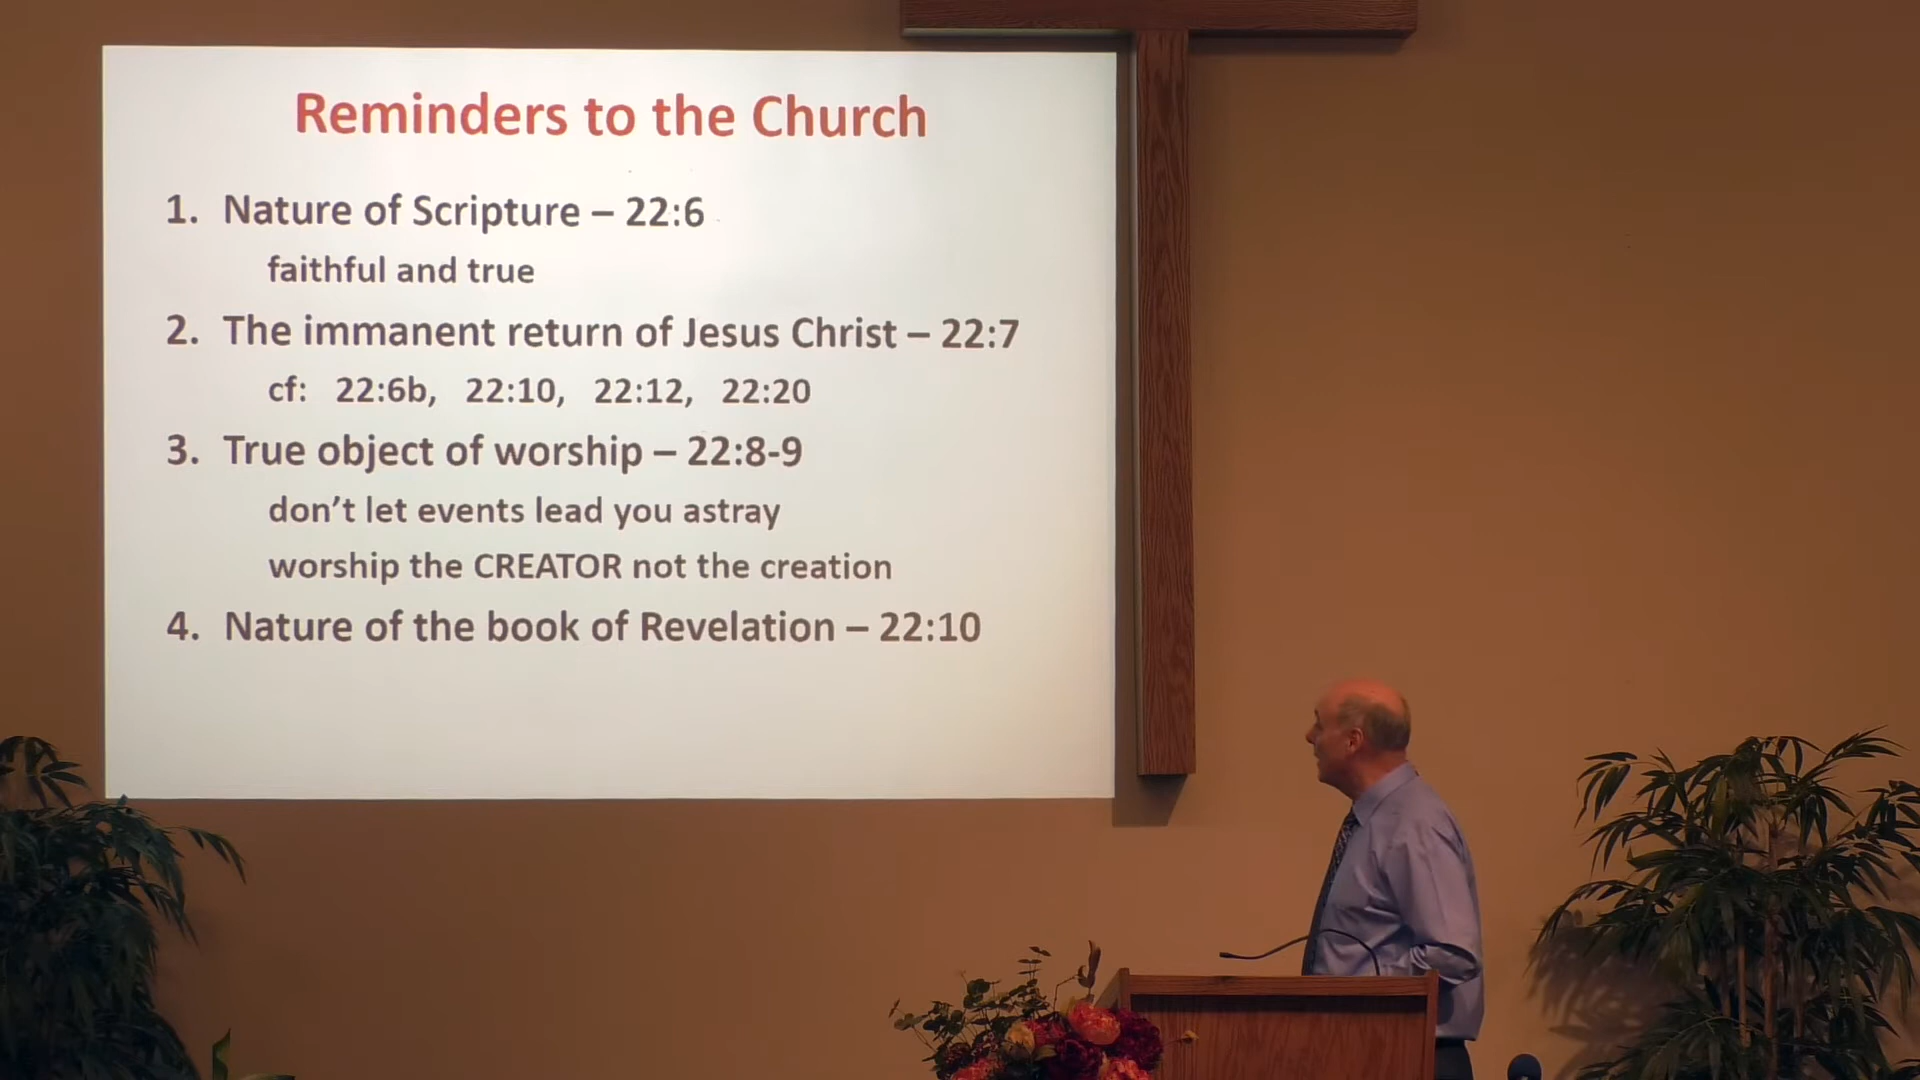 Reminders to the Church
1. Nature of Scripture – 22:6
faithful and true
2. The immanent return of Jesus Christ – 22:7
cf: 22:6b, 22:10, 22:12, 22:20
3. True object of worship – 22:8-9
don't let events lead you astray
worship the CREATOR not the creation
4. Nature of the book of Revelation – 22:10